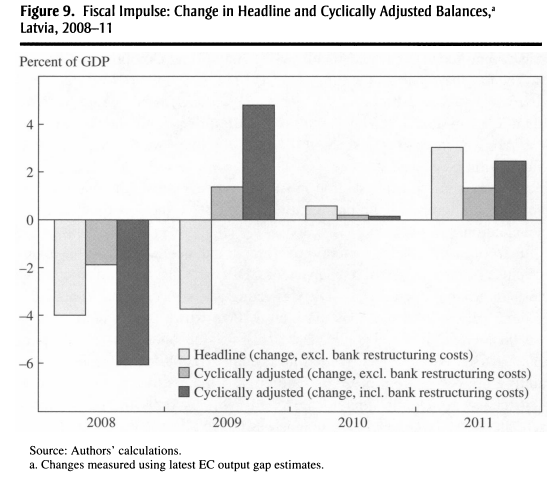 Figure 9. Fiscal Impulse: Change in Headline and Cyclically Adjusted Balances,ª
Latvia, 2008–11
Percent of GDP
4
2
0
–2
–4
–6
Headline (change, excl. bank restructuring costs)
Cyclically adjusted (change, excl. bank restructuring costs)
Cyclically adjusted (change, incl. bank restructuring costs)
2008 2009 2010 2011
Source: Authors' calculations.
a. Changes measured using latest EC output gap estimates.